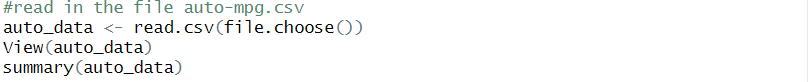 #read in the file auto-mpg.csv
auto_data <- read.csv(file.choose())
View(auto_data)
summary(auto_data)